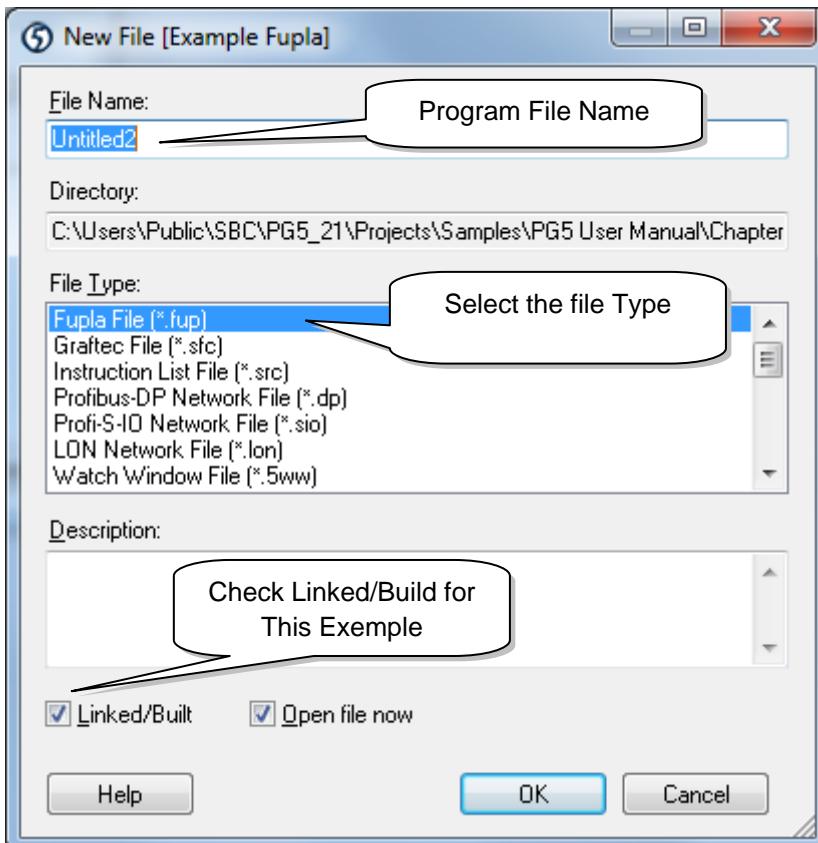 New File [Example Fupla]
File Name:
Program File Name
Untitled2
Directory:
C:\Users\Public\SBC\PG5_21\Projects\Samples\PG5 User Manual\Chapter
File Type:
Select the file Type
Fupla File (*.fup)
Graftec File (*.sfc)
Instruction List File (*.src)
Profibus-DP Network File (*.dp)
Profi-S-IO Network File (*.sio)
LON Network File (*.lon)
Watch Window File (*.5ww)
Description:
Check Linked/Build for
This Exemple
Linked/Built Open file now
Help OK Cancel